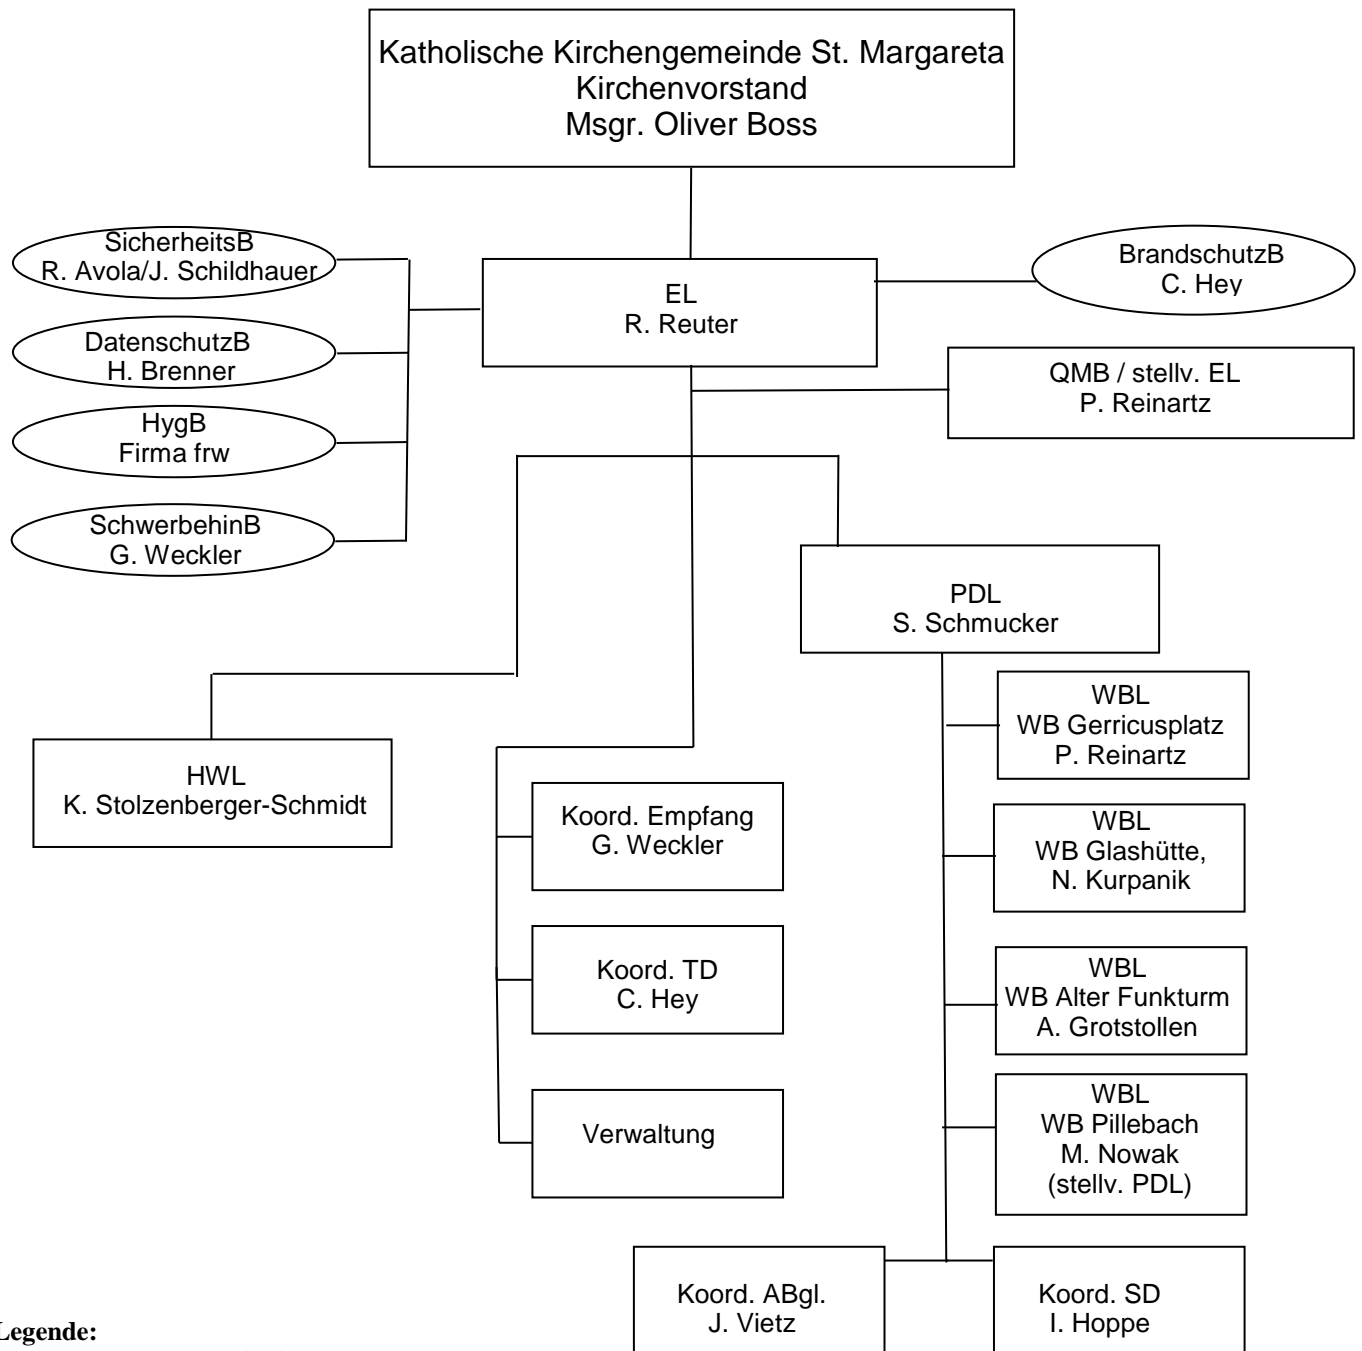 Katholische Kirchengemeinde St. Margareta
Kirchenvorstand
Msgr. Oliver Boss
SicherheitsB
R. Avola/J. Schildhauer
EL
R. Reuter
BrandschutzB
C. Hey
DatenschutzB
H. Brenner
QMB / stellv. EL
P. Reinartz
HygB
Firma frw
SchwerbehinB
G. Weckler
PDL
S. Schmucker
HWL
K. Stolzenberger-Schmidt
Koord. Empfang
G. Weckler
Koord. TD
C. Hey
Verwaltung
WBL
WB Gerricusplatz
P. Reinartz
WBL
WB Glashütte,
N. Kurpanik
WBL
WB Alter Funkturm
A. Grotstollen
WBL
WB Pillebach
M. Nowak
(stellv. PDL)
Koord. ABgl.
J. Vietz
Koord. SD
I. Hoppe
Legende: